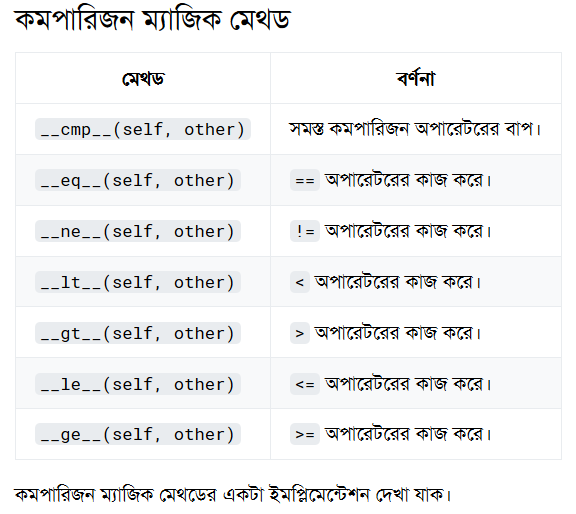 কমপারিজন ম্যাজিক মেথড
মেথড বর্ণনা
__cmp__(self, other) সমস্ত কমপারিজন অপারেটরের বাপ।
__eq__(self, other) == অপারেটরের কাজ করে।
__ne__(self, other) != অপারেটরের কাজ করে।
__lt__(self, other) < অপারেটরের কাজ করে।
__gt__(self, other) > অপারেটরের কাজ করে।
__le__(self, other) <= অপারেটরের কাজ করে।
__ge__(self, other) >= অপারেটরের কাজ করে।
কমপারিজন ম্যাজিক মেথডের একটা ইমপ্লিমেন্টেশন দেখা যাক।